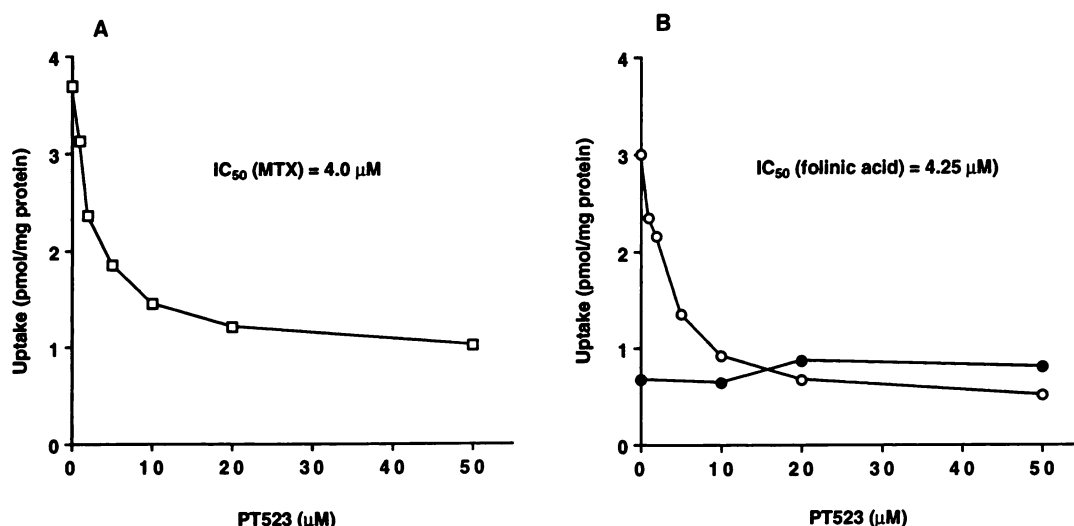 A
4
3
2
1
0
Uptake (pmol/mg protein)
IC50 (MTX) = 4.0 μM
0 10 20 30 40 50
PT523 (μM)
B
4
3
2
1
0
Uptake (pmol/mg protein)
IC50 (folinic acid) = 4.25 μM)
0 10 20 30 40 50
PT523 (μM)